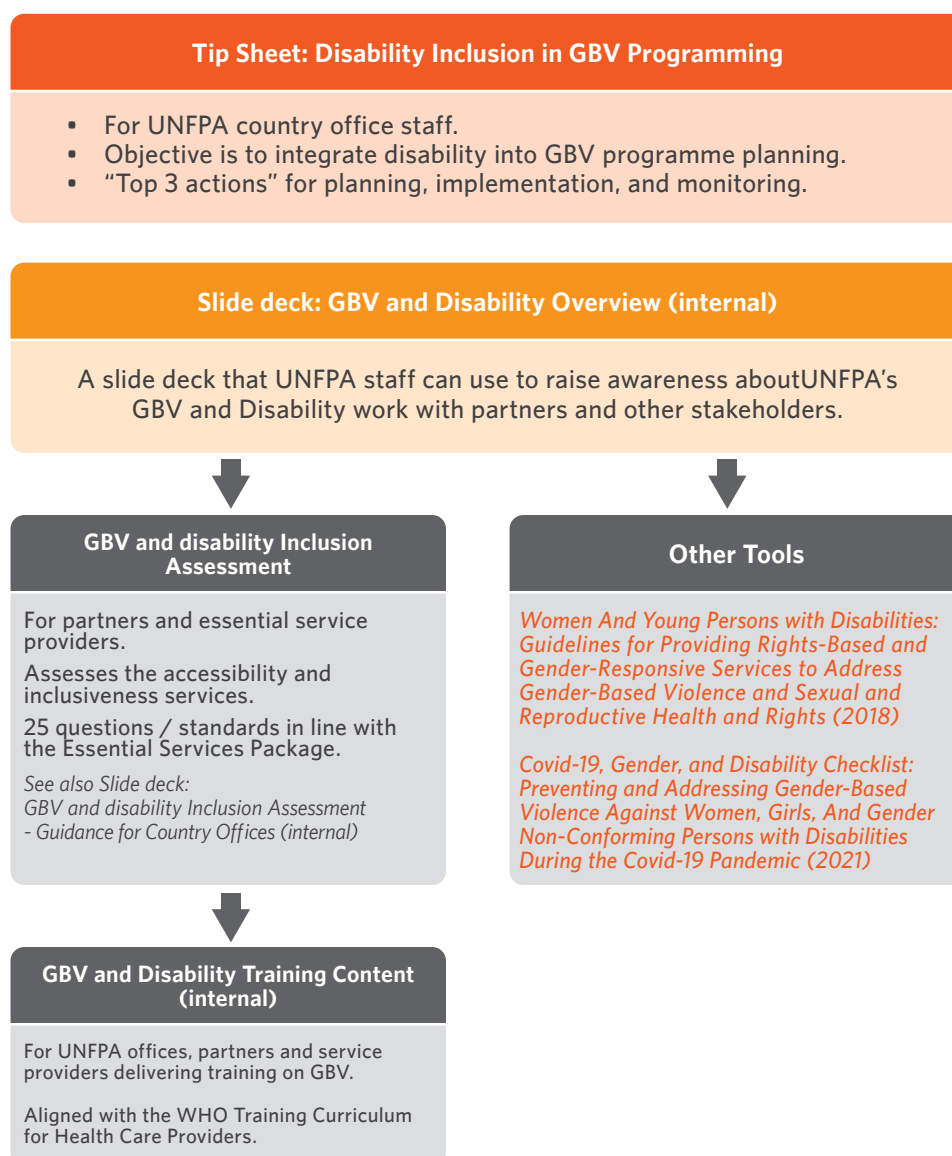 Tip Sheet: Disability Inclusion in GBV Programming
▪ For UNFPA country office staff.
▪ Objective is to integrate disability into GBV programme planning.
▪ “Top 3 actions” for planning, implementation, and monitoring.
Slide deck: GBV and Disability Overview (internal)
A slide deck that UNFPA staff can use to raise awareness aboutUNFPA’s
GBV and Disability work with partners and other stakeholders.
GBV and disability Inclusion
Assessment
For partners and essential service
providers.
Assesses the accessibility and
inclusiveness services.
25 questions / standards in line with
the Essential Services Package.
See also Slide deck:
GBV and disability Inclusion Assessment
- Guidance for Country Offices (internal)
Other Tools
Women And Young Persons with Disabilities:
Guidelines for Providing Rights-Based and
Gender-Responsive Services to Address
Gender-Based Violence and Sexual and
Reproductive Health and Rights (2018)
Covid-19, Gender, and Disability Checklist:
Preventing and Addressing Gender-Based
Violence Against Women, Girls, And Gender
Non-Conforming Persons with Disabilities
During the Covid-19 Pandemic (2021)
GBV and Disability Training Content
(internal)
For UNFPA offices, partners and service
providers delivering training on GBV.
Aligned with the WHO Training Curriculum
for Health Care Providers.